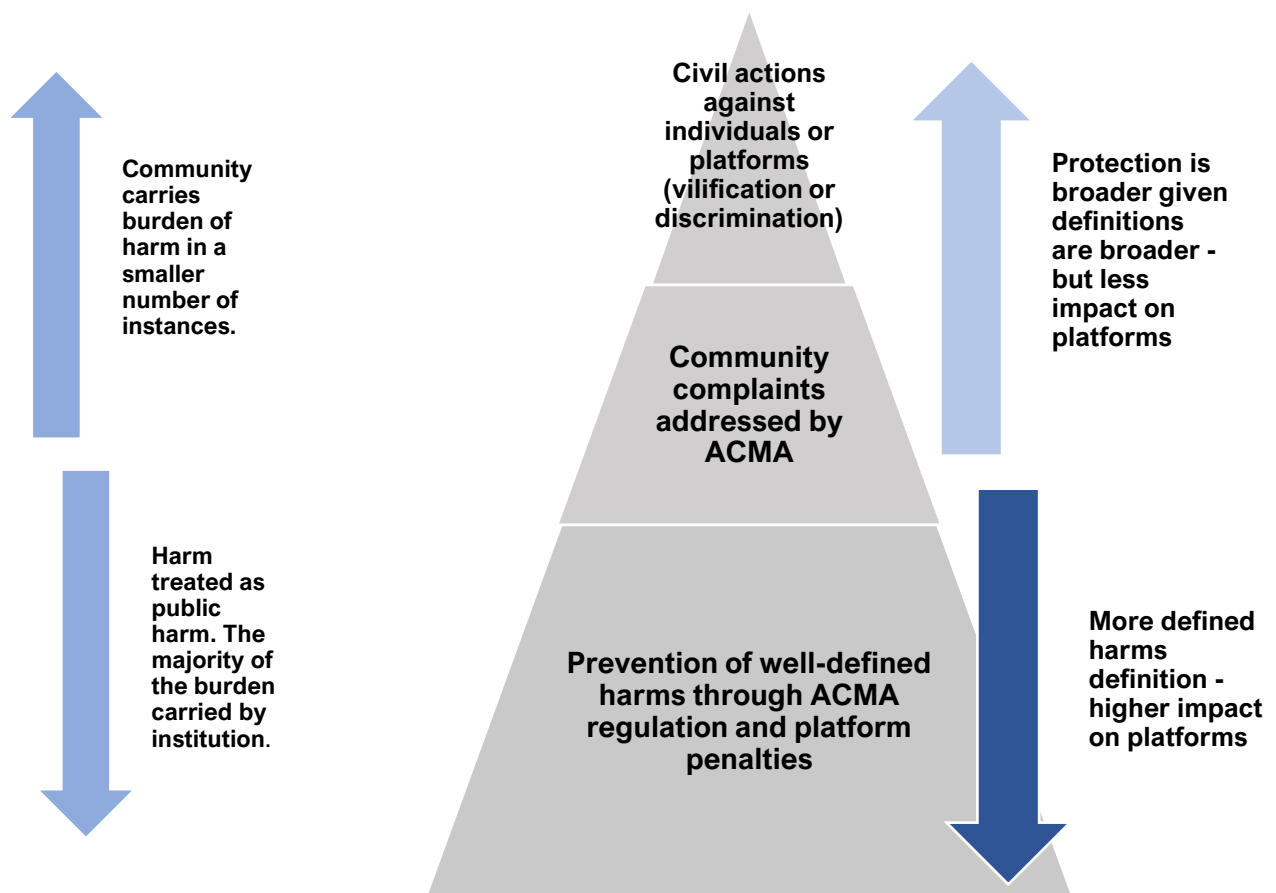 Community
carries
burden of
harm in a
smaller
number of
instances.
Harm
treated as
public
harm. The
majority of
the burden
carried by
institution.
Civil actions
against
individuals or
platforms
(vilification or
discrimination)
Community
complaints
addressed by
ACMA
Prevention of well-defined
harms through ACMA
regulation and platform
penalties
Protection is
broader given
definitions
are broader -
but less
impact on
platforms
More defined
harms
definition -
higher impact
on platforms